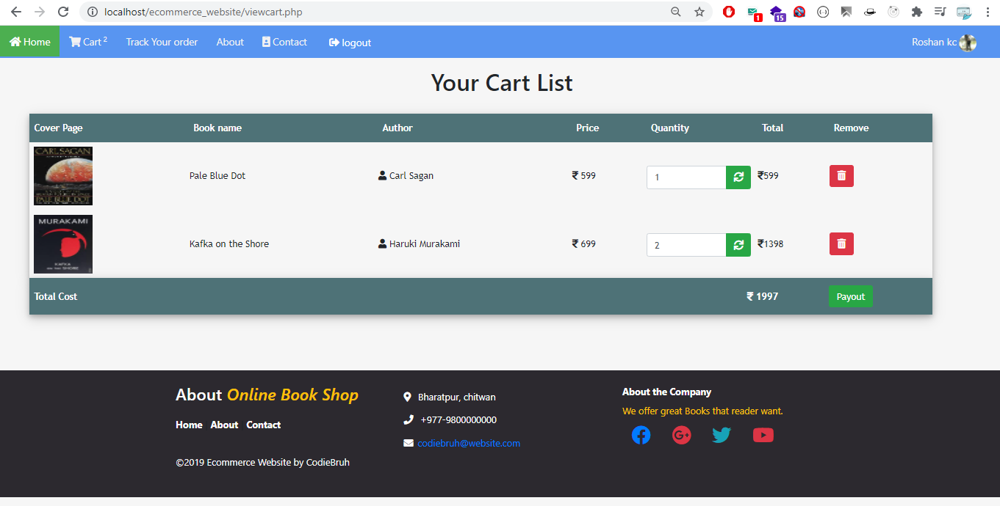 localhost/ecommerce_website/viewcart.php
1
15
Home Cart 2 Track Your order About Contact logout Roshan kc
Your Cart List
Cover Page Book name Author Price Quantity Total Remove
CARL SAGAN
PALE BLUE DOT
Pale Blue Dot Carl Sagan ₹ 599 1 ₹599
MURAKAMI
KAFKA
Kafka on the Shore Haruki Murakami ₹ 699 2 ₹1398
Total Cost ₹ 1997 Payout
About Online Book Shop
Home About Contact
©2019 Ecommerce Website by CodieBruh
Bharatpur, chitwan
+977-9800000000
codiebruh@website.com
About the Company
We offer great Books that reader want.